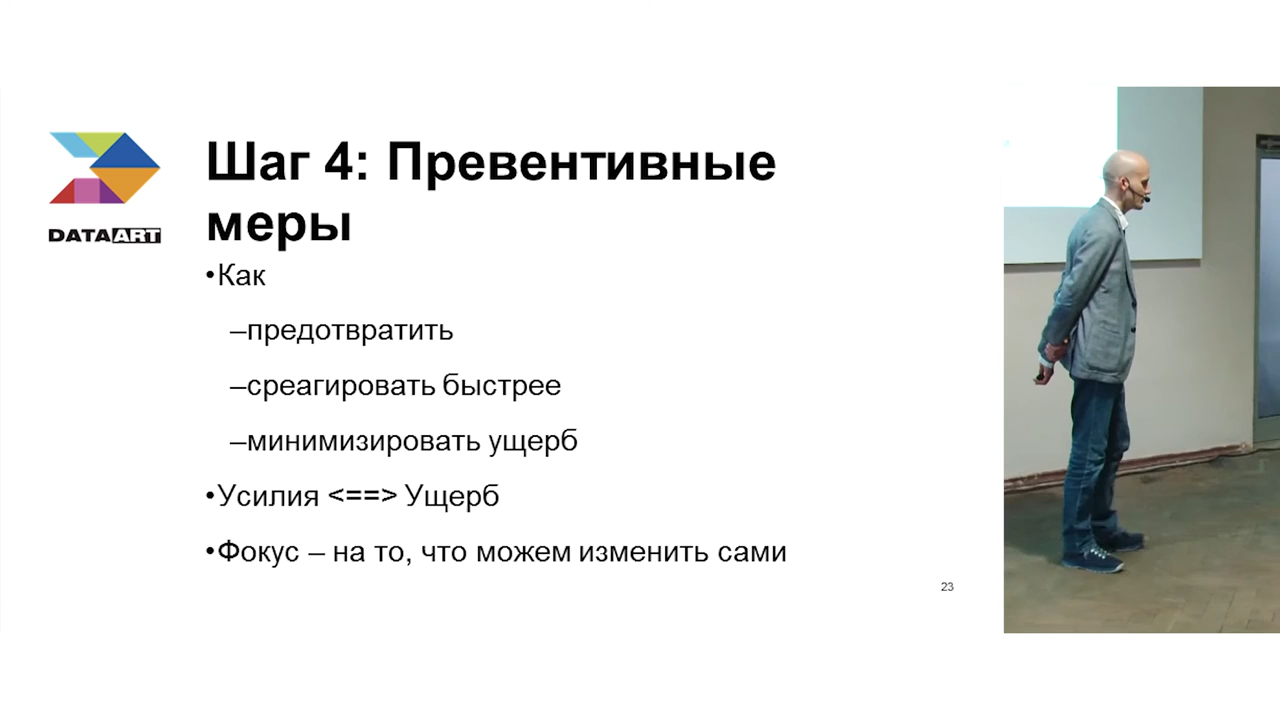 DATAART
Шаг 4: Превентивные
меры
•Как
–предотвратить
–среагировать быстрее
–минимизировать ущерб
•Усилия <==> Ущерб
•Фокус – на то, что можем изменить сами
23